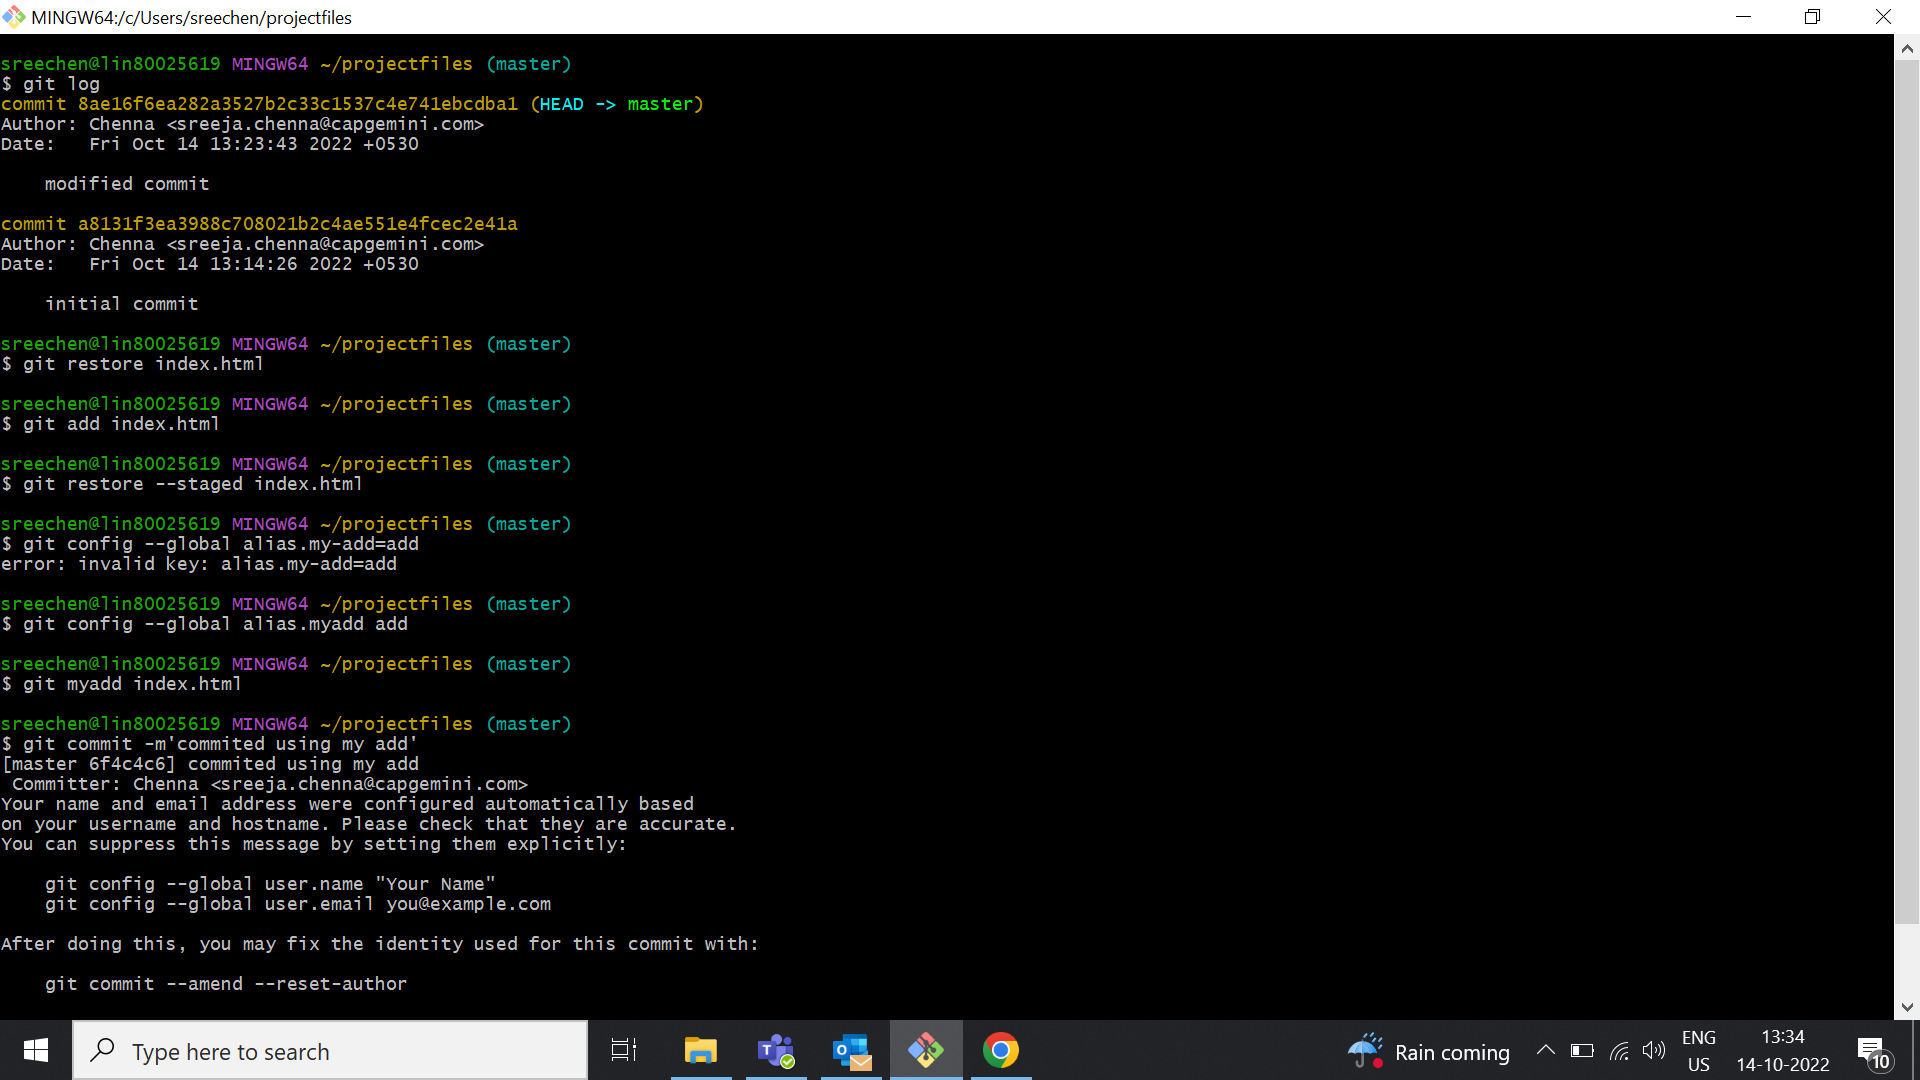 MINGW64:/c/Users/sreechen/projectfiles
sreechen@lin80025619 MINGW64 ~/projectfiles (master)
$ git log
commit 8ae16f6ea282a3527b2c33c1537c4e741ebcdba1 (HEAD -> master)
Author: Chenna <sreeja.chenna@capgemini.com>
Date:   Fri Oct 14 13:23:43 2022 +0530
    modified commit
commit a8131f3ea3988c708021b2c4ae551e4fcec2e41a
Author: Chenna <sreeja.chenna@capgemini.com>
Date:   Fri Oct 14 13:14:26 2022 +0530
    initial commit
sreechen@lin80025619 MINGW64 ~/projectfiles (master)
$ git restore index.html
sreechen@lin80025619 MINGW64 ~/projectfiles (master)
$ git add index.html
sreechen@lin80025619 MINGW64 ~/projectfiles (master)
$ git restore --staged index.html
sreechen@lin80025619 MINGW64 ~/projectfiles (master)
$ git config --global alias.my-add=add
error: invalid key: alias.my-add=add
sreechen@lin80025619 MINGW64 ~/projectfiles (master)
$ git config --global alias.myadd add
sreechen@lin80025619 MINGW64 ~/projectfiles (master)
$ git myadd index.html
sreechen@lin80025619 MINGW64 ~/projectfiles (master)
$ git commit -m'commited using my add'
[master 6f4c4c6] commited using my add
 Committer: Chenna <sreeja.chenna@capgemini.com>
Your name and email address were configured automatically based
on your username and hostname. Please check that they are accurate.
You can suppress this message by setting them explicitly:
    git config --global user.name "Your Name"
    git config --global user.email you@example.com
After doing this, you may fix the identity used for this commit with:
    git commit --amend --reset-author
Type here to search
Rain coming
ENG
US
13:34
14-10-2022
10